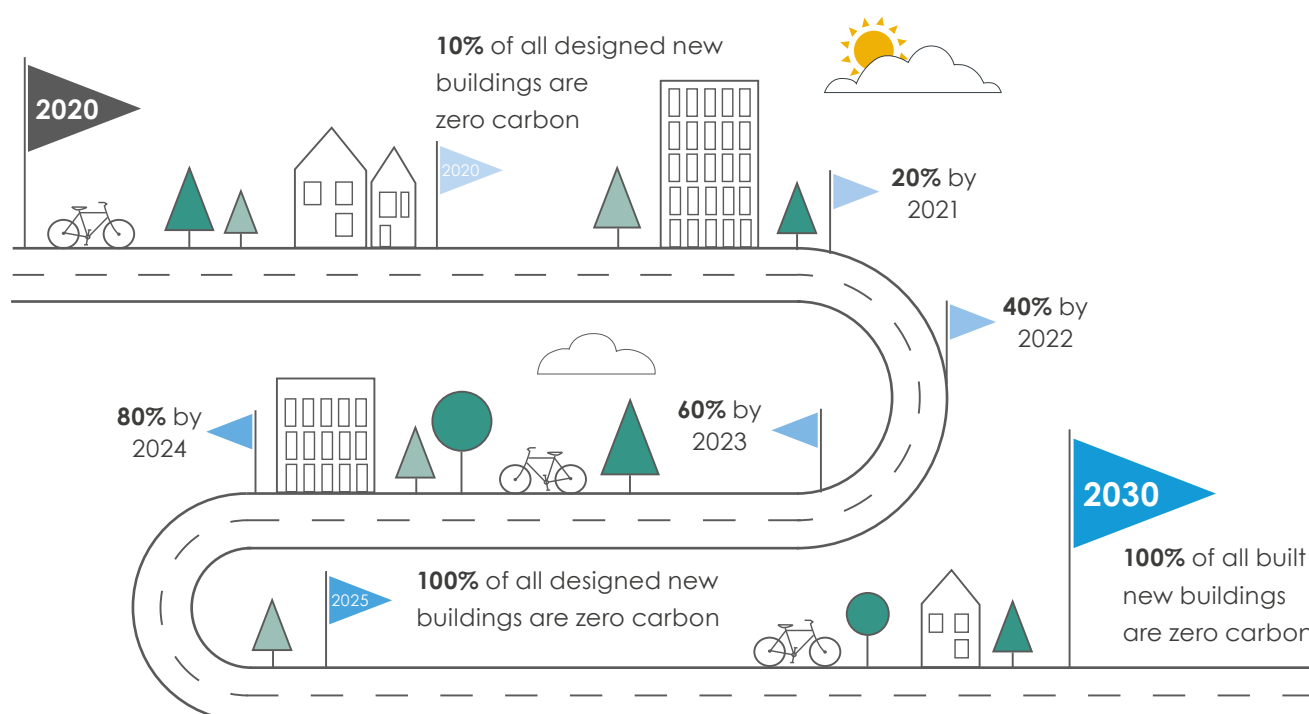 2020
10% of all designed new
buildings are
zero carbon
2020
20% by
2021
40% by
2022
60% by
2023
80% by
2024
2025
100% of all designed new
buildings are zero carbon
2030
100% of all built
new buildings
are zero carbon